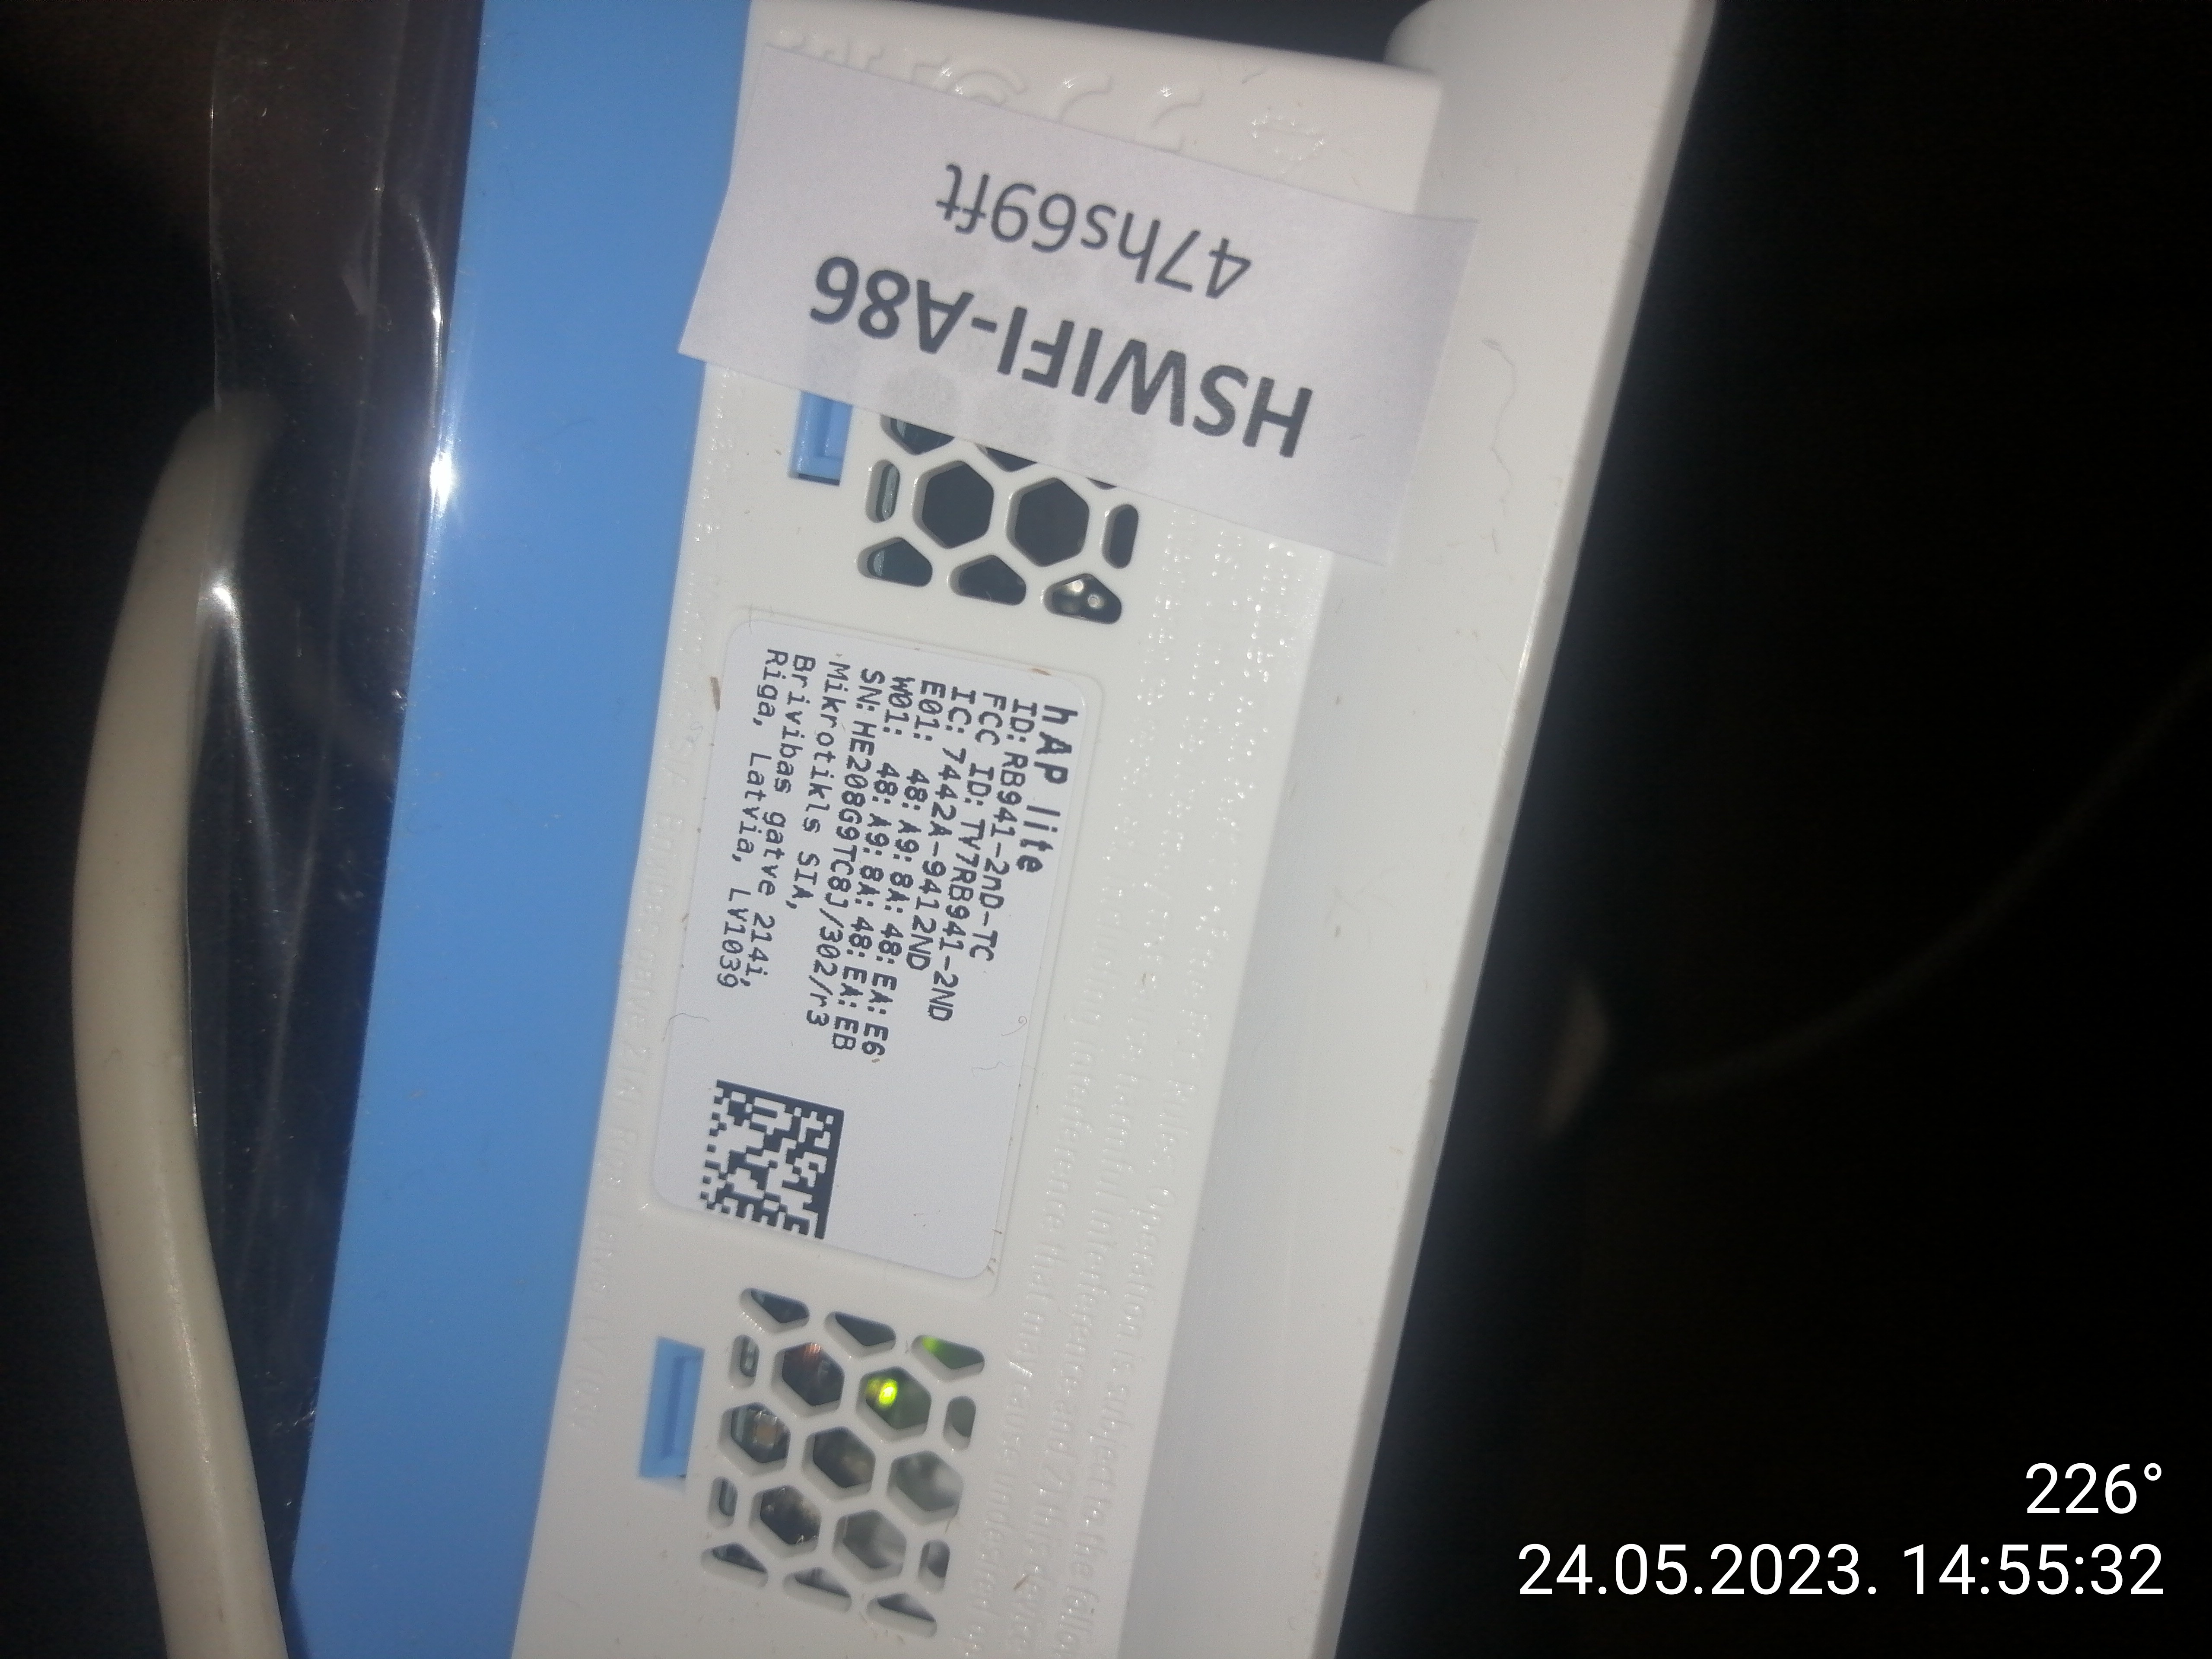 HSWIFI-A86
47hs69ft
hAP lite
ID: RB941-2nD-TC
FCC ID: TV7RB941-2ND
IC: 7442A-9412ND
E01: 48:A9:8A:48:EA:E6
W01: 48:A9:8A:48:EA:EB
SN: HE208G9TC8J/302/r3
Mikrotikls SIA,
Brivibas gatve 214i,
Riga, Latvia, LV1039
226°
24.05.2023. 14:55:32